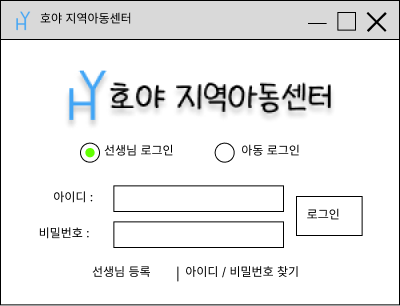 호야 지역아동센터
HY 호야 지역아동센터
선생님 로그인 아동 로그인
아이디 :
로그인
비밀번호 :
선생님 등록 | 아이디 / 비밀번호 찾기